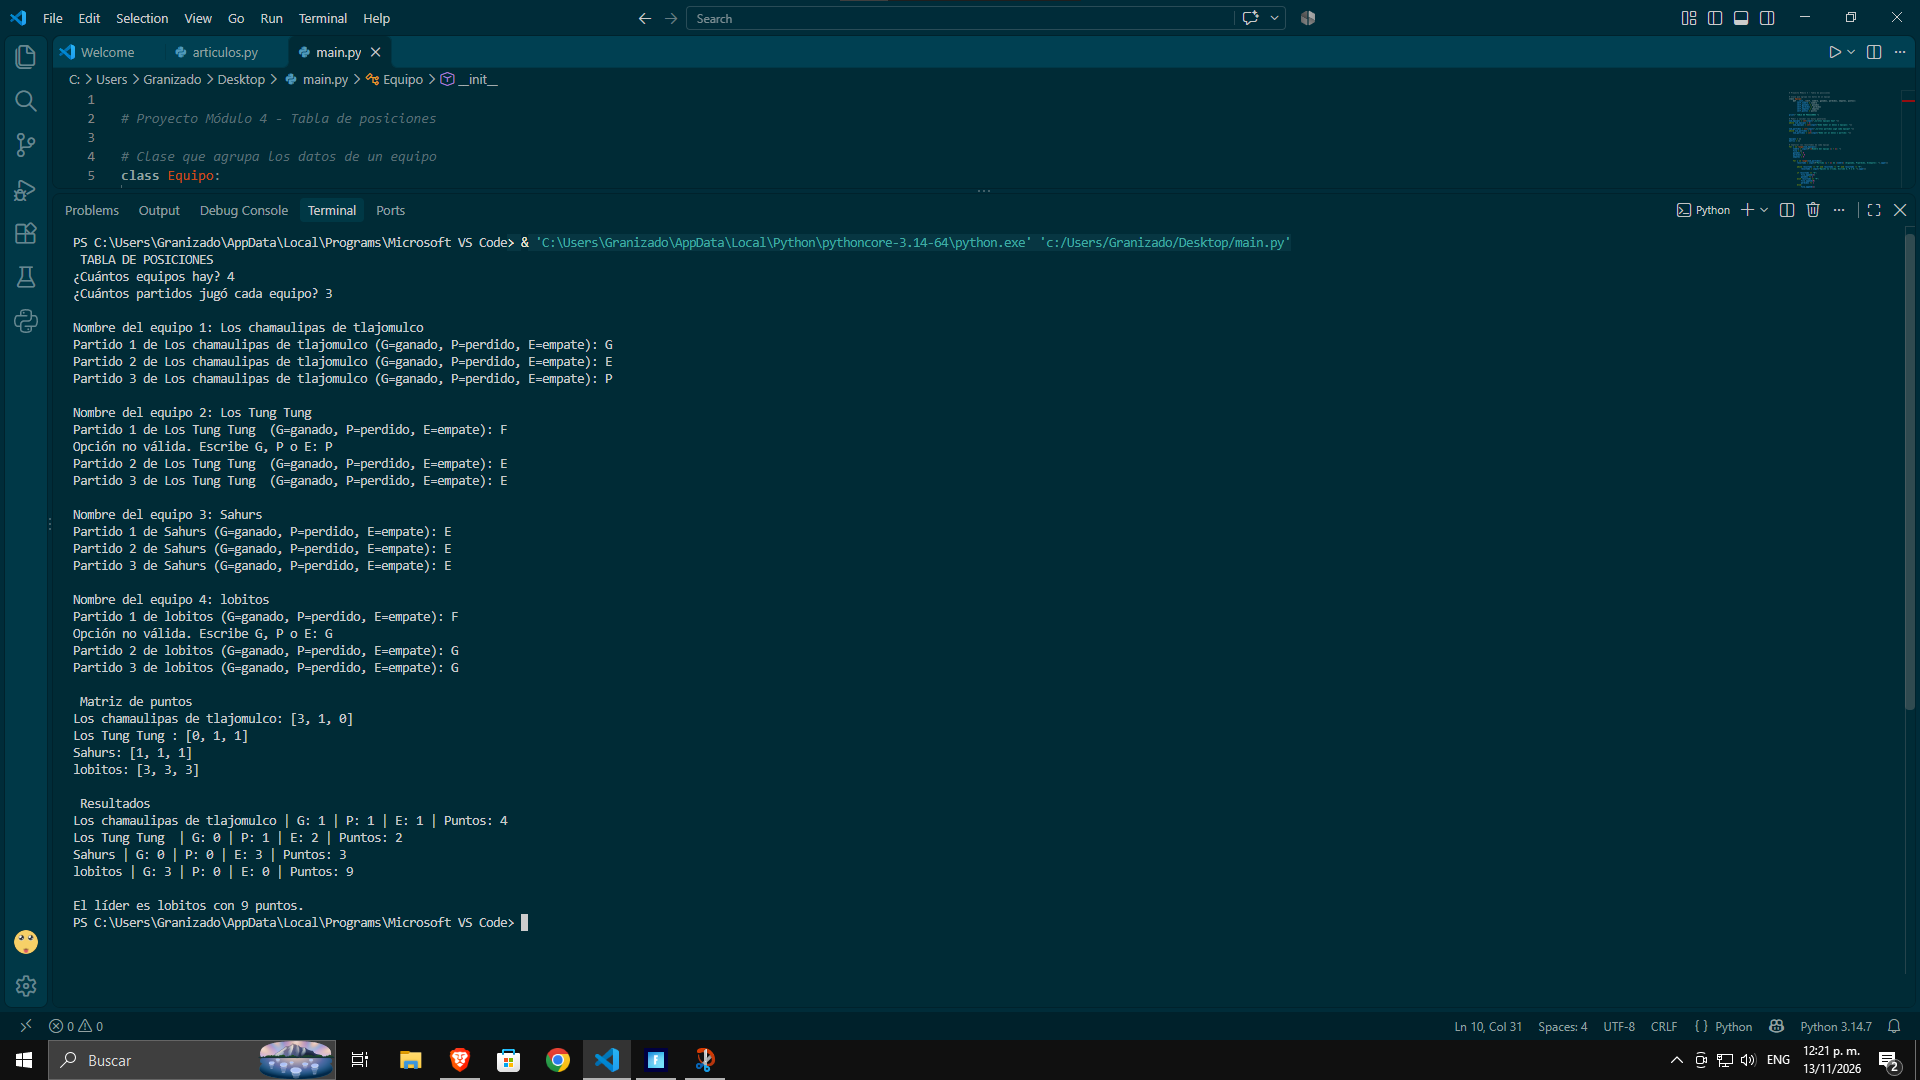 File Edit Selection View Go Run Terminal Help
Search
Welcome articulos.py main.py
C: > Users > Granizado > Desktop > main.py > Equipo > __init__
1
2 # Proyecto Módulo 4 - Tabla de posiciones
3
4 # Clase que agrupa los datos de un equipo
5 class Equipo:
Problems Output Debug Console Terminal Ports
Python
PS C:\Users\Granizado\AppData\Local\Programs\Microsoft VS Code> & 'C:\Users\Granizado\AppData\Local\Python\pythoncore-3.14-64\python.exe' 'c:/Users/Granizado/Desktop/main.py'
TABLA DE POSICIONES
¿Cuántos equipos hay? 4
¿Cuántos partidos jugó cada equipo? 3
Nombre del equipo 1: Los chamaulipas de tlajomulco
Partido 1 de Los chamaulipas de tlajomulco (G=ganado, P=perdido, E=empate): G
Partido 2 de Los chamaulipas de tlajomulco (G=ganado, P=perdido, E=empate): E
Partido 3 de Los chamaulipas de tlajomulco (G=ganado, P=perdido, E=empate): P
Nombre del equipo 2: Los Tung Tung
Partido 1 de Los Tung Tung  (G=ganado, P=perdido, E=empate): F
Opción no válida. Escribe G, P o E: P
Partido 2 de Los Tung Tung  (G=ganado, P=perdido, E=empate): E
Partido 3 de Los Tung Tung  (G=ganado, P=perdido, E=empate): E
Nombre del equipo 3: Sahurs
Partido 1 de Sahurs (G=ganado, P=perdido, E=empate): E
Partido 2 de Sahurs (G=ganado, P=perdido, E=empate): E
Partido 3 de Sahurs (G=ganado, P=perdido, E=empate): E
Nombre del equipo 4: lobitos
Partido 1 de lobitos (G=ganado, P=perdido, E=empate): F
Opción no válida. Escribe G, P o E: G
Partido 2 de lobitos (G=ganado, P=perdido, E=empate): G
Partido 3 de lobitos (G=ganado, P=perdido, E=empate): G
Matriz de puntos
Los chamaulipas de tlajomulco: [3, 1, 0]
Los Tung Tung : [0, 1, 1]
Sahurs: [1, 1, 1]
lobitos: [3, 3, 3]
Resultados
Los chamaulipas de tlajomulco | G: 1 | P: 1 | E: 1 | Puntos: 4
Los Tung Tung  | G: 0 | P: 1 | E: 2 | Puntos: 2
Sahurs | G: 0 | P: 0 | E: 3 | Puntos: 3
lobitos | G: 3 | P: 0 | E: 0 | Puntos: 9
El líder es lobitos con 9 puntos.
PS C:\Users\Granizado\AppData\Local\Programs\Microsoft VS Code>
0 0 Ln 10, Col 31 Spaces: 4 UTF-8 CRLF { } Python Python 3.14.7
Buscar ENG 12:21 p. m.
13/11/2026 2